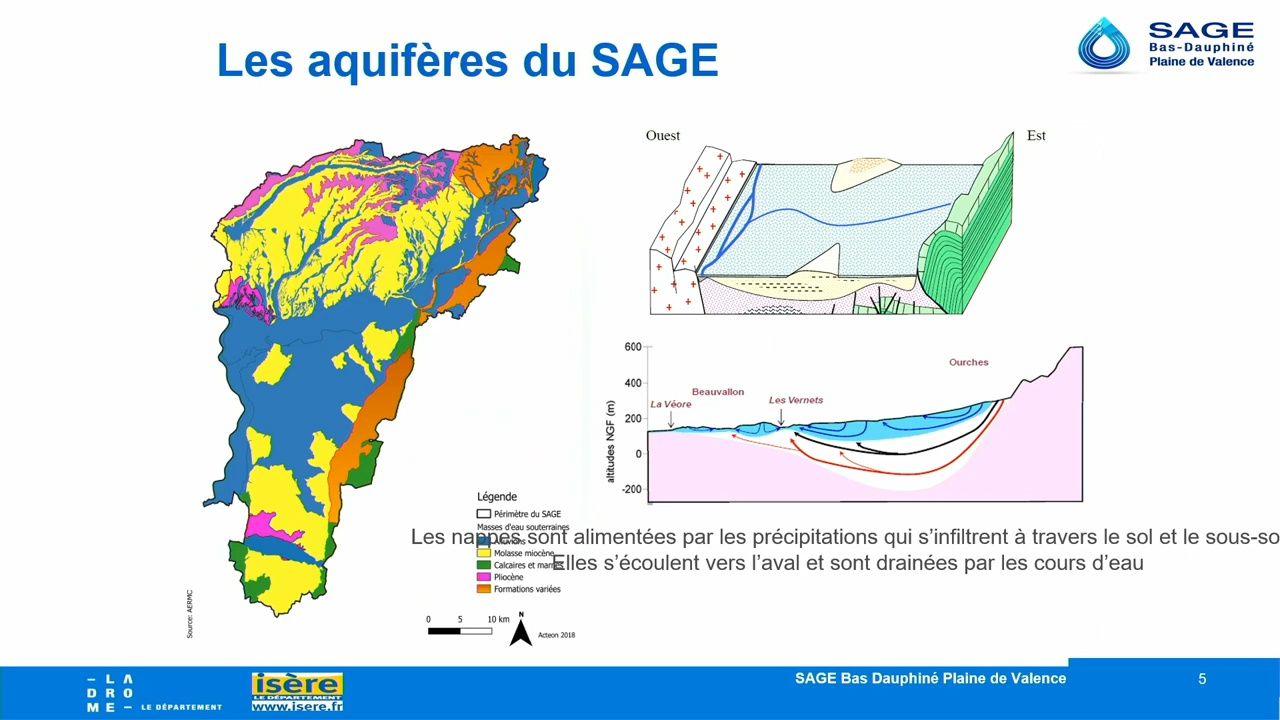 Les aquifères du SAGE
SAGE
Bas-Dauphiné
Plaine de Valence
Ouest
Est
600
400
200
0
-200
altitudes NGF (m)
La Véore
Beauvallon
Les Vernets
Ourches
Légende
Périmètre du SAGE
Masses d'eau souterraines
Alluvions
Molasse miocène
Calcaires et marnes
Pliocène
Formations variées
Les nappes sont alimentées par les précipitations qui s'infiltrent à travers le sol et le sous-so
Elles s'écoulent vers l'aval et sont drainées par les cours d'eau
Source: AERMC
0 5 10 km
N
Acteon 2018
– L A
D R O
M E –
LE DÉPARTEMENT
isère
LE DÉPARTEMENT
www.isere.fr
SAGE Bas Dauphiné Plaine de Valence
5